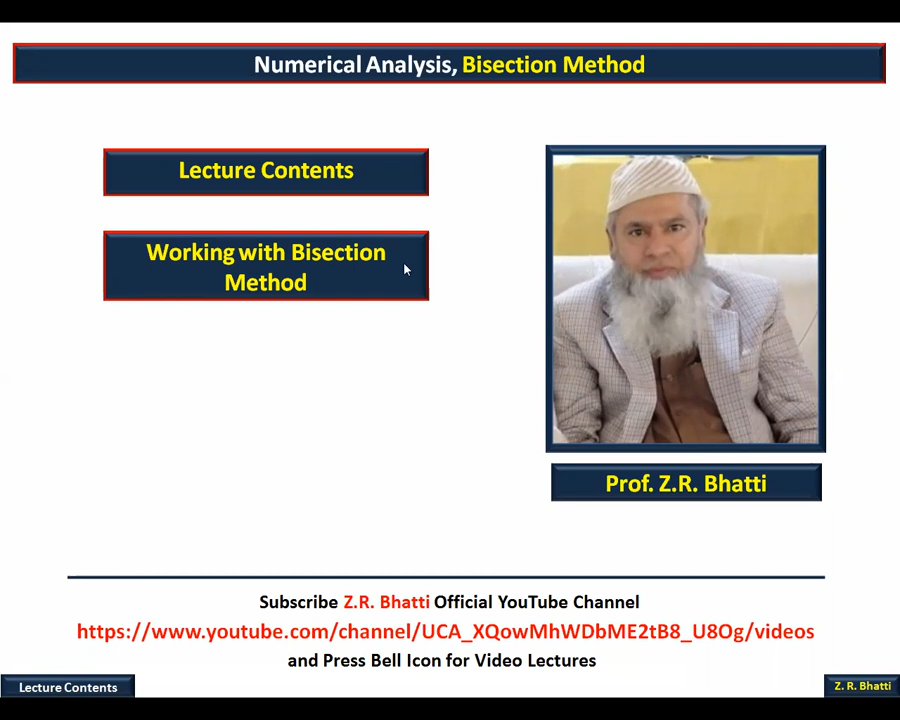 Numerical Analysis, Bisection Method
Lecture Contents
Working with Bisection
Method
Prof. Z.R. Bhatti
Subscribe Z.R. Bhatti Official YouTube Channel
https://www.youtube.com/channel/UCA_XQowMhWDbME2tB8_U8Og/videos
and Press Bell Icon for Video Lectures
Lecture Contents
Z. R. Bhatti